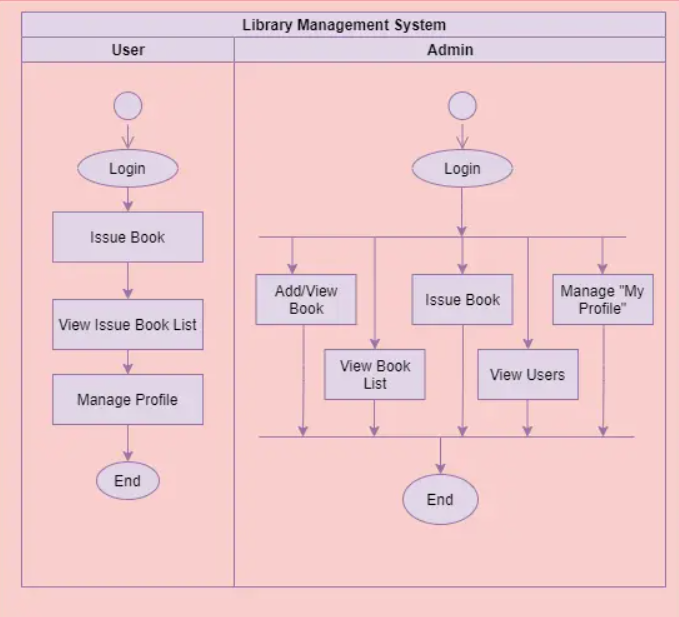 Library Management System
User
Admin
Login
Issue Book
View Issue Book List
Manage Profile
End
Login
Add/View
Book
Issue Book
Manage "My
Profile"
View Book
List
View Users
End